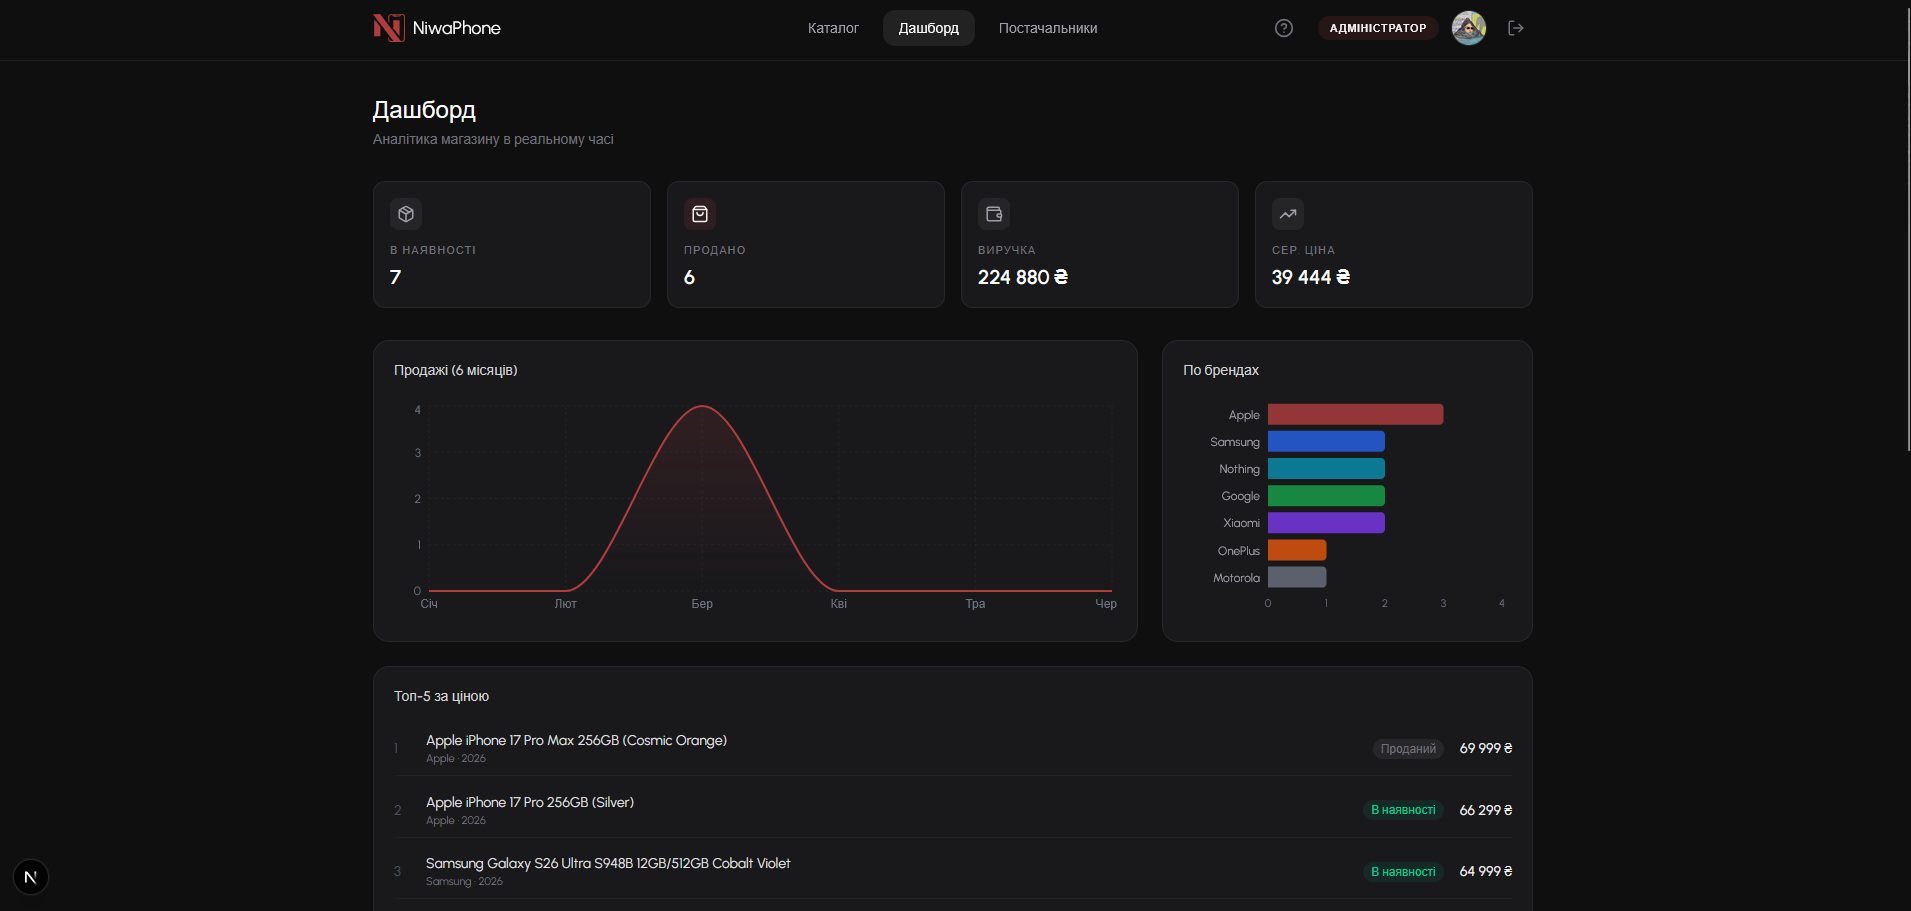 NiwaPhone
Каталог
Дашборд
Постачальники
АДМІНІСТРАТОР
Дашборд
Аналітика магазину в реальному часі
В НАЯВНОСТІ
7
ПРОДАНО
6
ВИРУЧКА
224 880 ₴
СЕР. ЦІНА
39 444 ₴
Продажі (6 місяців)
4
3
2
1
0
Січ
Лют
Бер
Кві
Тра
Чер
По брендах
Apple
Samsung
Nothing
Google
Xiaomi
OnePlus
Motorola
0
1
2
3
4
Топ-5 за ціною
1
Apple iPhone 17 Pro Max 256GB (Cosmic Orange)
Apple · 2026
Проданий
69 999 ₴
2
Apple iPhone 17 Pro 256GB (Silver)
Apple · 2026
В наявності
66 299 ₴
3
Samsung Galaxy S26 Ultra S948B 12GB/512GB Cobalt Violet
Samsung · 2026
В наявності
64 999 ₴
N